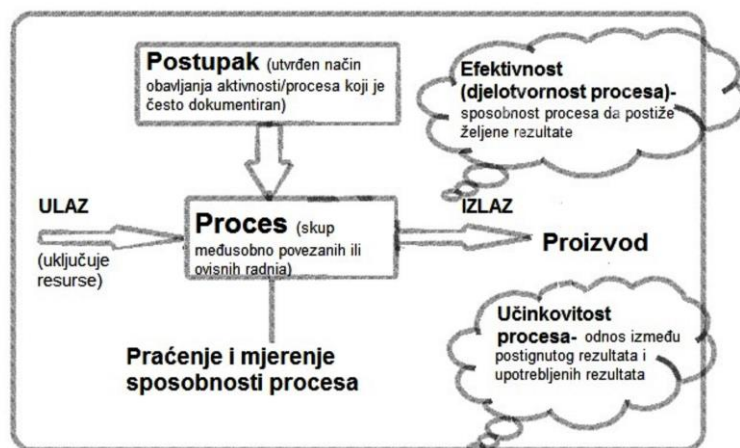 Postupak (utvrđen način
obavljanja aktivnosti/procesa koji je
često dokumentiran)
Efektivnost
(djelotvornost procesa)-
sposobnost procesa da postiže
željene rezultate
ULAZ
(uključuje
resurse)
Proces (skup
međusobno povezanih ili
ovisnih radnia)
IZLAZ
Proizvod
Praćenje i mjerenje
sposobnosti procesa
Učinkovitost
procesa- odnos između
postignutog rezultata i
upotrebljenih rezultata